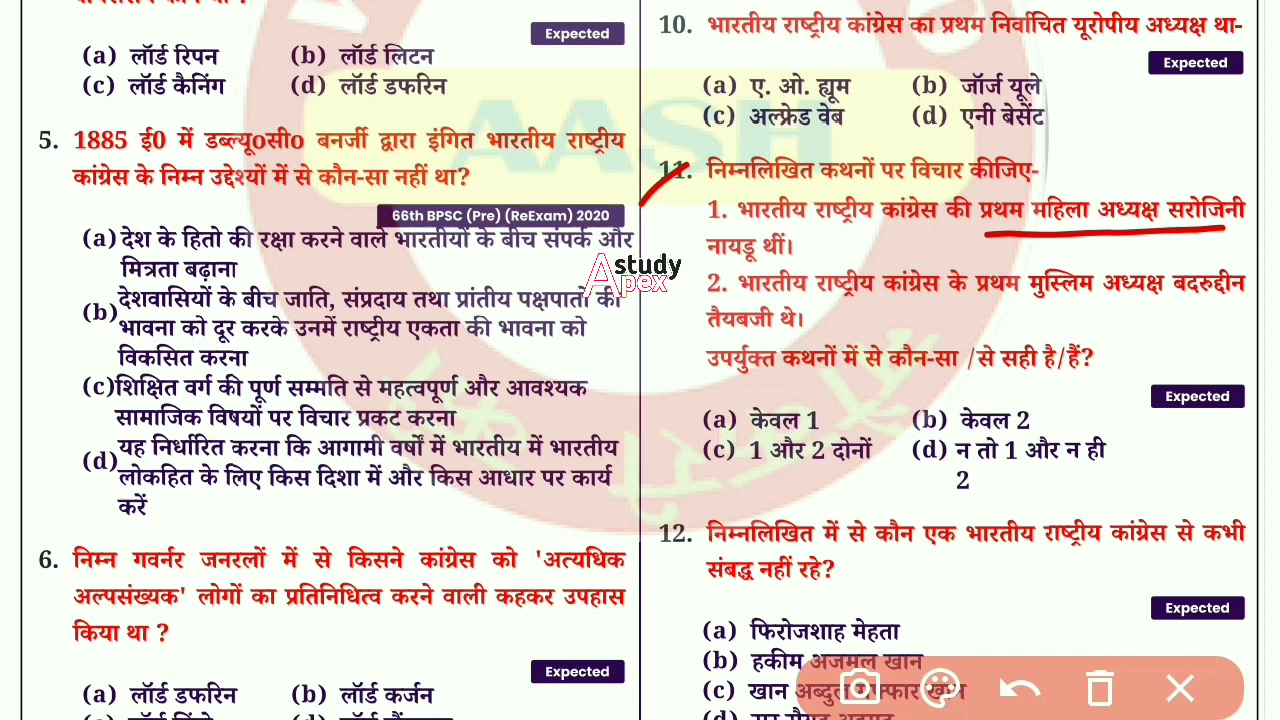 Expected
(a) लॉर्ड रिपन (b) लॉर्ड लिटन
(c) लॉर्ड कैनिंग (d) लॉर्ड डफरिन
5. 1885 ई0 में डब्ल्यू0सी0 बनर्जी द्वारा इंगित भारतीय राष्ट्रीय
कांग्रेस के निम्न उद्देश्यों में से कौन-सा नहीं था?
66th BPSC (Pre) (ReExam) 2020
(a) देश के हितो की रक्षा करने वाले भारतीयों के बीच संपर्क और
मित्रता बढ़ाना
(b) देशवासियों के बीच जाति, संप्रदाय तथा प्रांतीय पक्षपातों की
भावना को दूर करके उनमें राष्ट्रीय एकता की भावना को
विकसित करना
(c) शिक्षित वर्ग की पूर्ण सम्मति से महत्वपूर्ण और आवश्यक
सामाजिक विषयों पर विचार प्रकट करना
(d) यह निर्धारित करना कि आगामी वर्षों में भारतीय में भारतीय
लोकहित के लिए किस दिशा में और किस आधार पर कार्य
करें
6. निम्न गवर्नर जनरलों में से किसने कांग्रेस को 'अत्यधिक
अल्पसंख्यक' लोगों का प्रतिनिधित्व करने वाली कहकर उपहास
किया था ?
Expected
(a) लॉर्ड डफरिन (b) लॉर्ड कर्जन
10. भारतीय राष्ट्रीय कांग्रेस का प्रथम निर्वाचित यूरोपीय अध्यक्ष था-
Expected
(a) ए. ओ. ह्यूम (b) जॉर्ज यूले
(c) अल्फ्रेड वेब (d) एनी बेसेंट
11. निम्नलिखित कथनों पर विचार कीजिए-
1. भारतीय राष्ट्रीय कांग्रेस की प्रथम महिला अध्यक्ष सरोजिनी
नायडू थीं।
2. भारतीय राष्ट्रीय कांग्रेस के प्रथम मुस्लिम अध्यक्ष बदरुद्दीन
तैयबजी थे।
उपर्युक्त कथनों में से कौन-सा /से सही है/हैं?
Expected
(a) केवल 1 (b) केवल 2
(c) 1 और 2 दोनों (d) न तो 1 और न ही
2
12. निम्नलिखित में से कौन एक भारतीय राष्ट्रीय कांग्रेस से कभी
संबद्ध नहीं रहे?
Expected
(a) फिरोजशाह मेहता
(b) हकीम अजमल खान
(c) खान अब्दुल गफ्फार खान
study
Apex
AASH